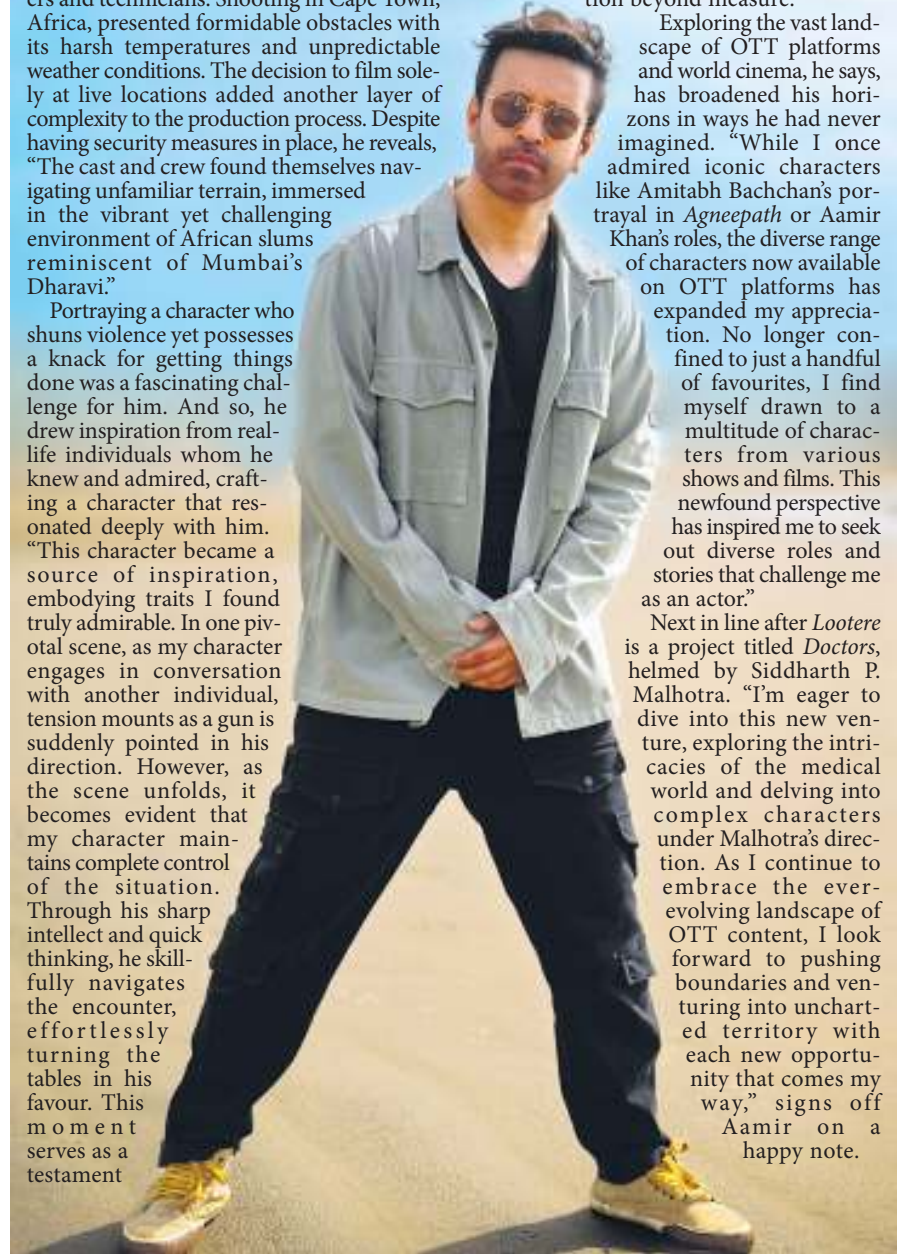 ers and technicians. Shooting in Cape Town,
Africa, presented formidable obstacles with
its harsh temperatures and unpredictable
weather conditions. The decision to film sole-
ly at live locations added another layer of
complexity to the production process. Despite
having security measures in place, he reveals,
“The cast and crew found themselves nav-
igating unfamiliar terrain, immersed
in the vibrant yet challenging
environment of African slums
reminiscent of Mumbai’s
Dharavi.”
Portraying a character who
shuns violence yet possesses
a knack for getting things
done was a fascinating chal-
lenge for him. And so, he
drew inspiration from real-
life individuals whom he
knew and admired, craft-
ing a character that res-
onated deeply with him.
“This character became a
source of inspiration,
embodying traits I found
truly admirable. In one piv-
otal scene, as my character
engages in conversation
with another individual,
tension mounts as a gun is
suddenly pointed in his
direction. However, as
the scene unfolds, it
becomes evident that
my character main-
tains complete control
of the situation.
Through his sharp
intellect and quick
thinking, he skill-
fully navigates
the encounter,
effortlessly
turning the
tables in his
favour. This
moment
serves as a
testament
tion beyond measure.
Exploring the vast land-
scape of OTT platforms
and world cinema, he says,
has broadened his hori-
zons in ways he had never
imagined. “While I once
admired iconic characters
like Amitabh Bachchan’s por-
trayal in Agneepath or Aamir
Khan’s roles, the diverse range
of characters now available
on OTT platforms has
expanded my apprecia-
tion. No longer con-
fined to just a handful
of favourites, I find
myself drawn to a
multitude of charac-
ters from various
shows and films. This
newfound perspective
has inspired me to seek
out diverse roles and
stories that challenge me
as an actor.”
Next in line after Lootere
is a project titled Doctors,
helmed by Siddharth P.
Malhotra. “I’m eager to
dive into this new ven-
ture, exploring the intri-
cacies of the medical
world and delving into
complex characters
under Malhotra’s direc-
tion. As I continue to
embrace the ever-
evolving landscape of
OTT content, I look
forward to pushing
boundaries and ven-
turing into unchart-
ed territory with
each new opportu-
nity that comes my
way,” signs off
Aamir on a
happy note.